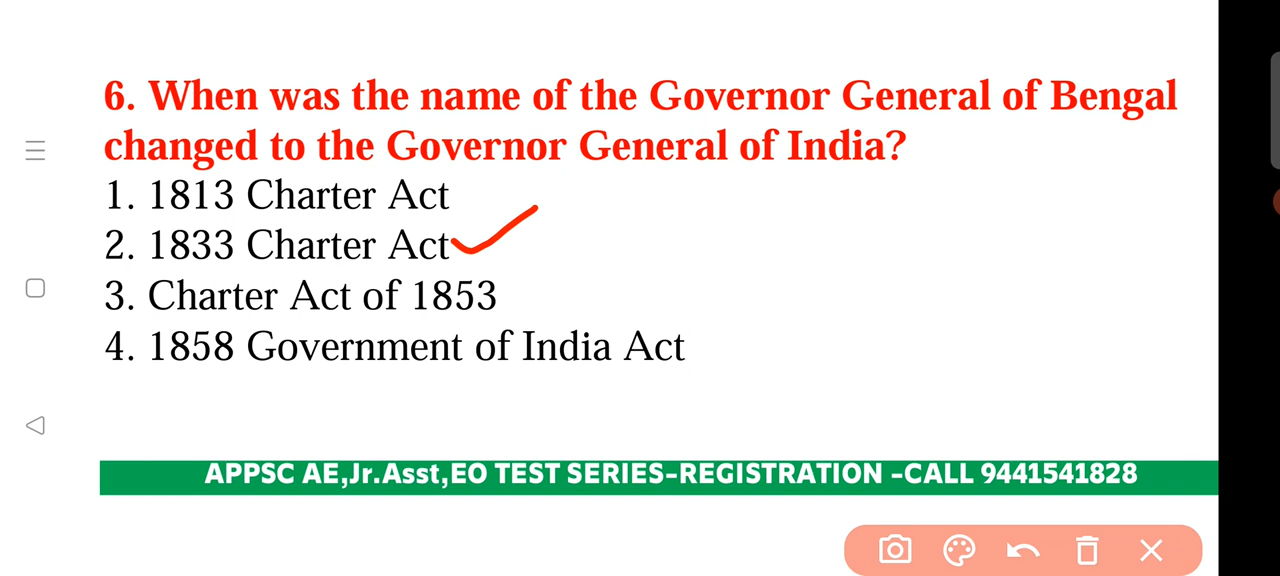 6. When was the name of the Governor General of Bengal
changed to the Governor General of India?
1. 1813 Charter Act
2. 1833 Charter Act
3. Charter Act of 1853
4. 1858 Government of India Act
APPSC AE,Jr.Asst,EO TEST SERIES-REGISTRATION -CALL 9441541828